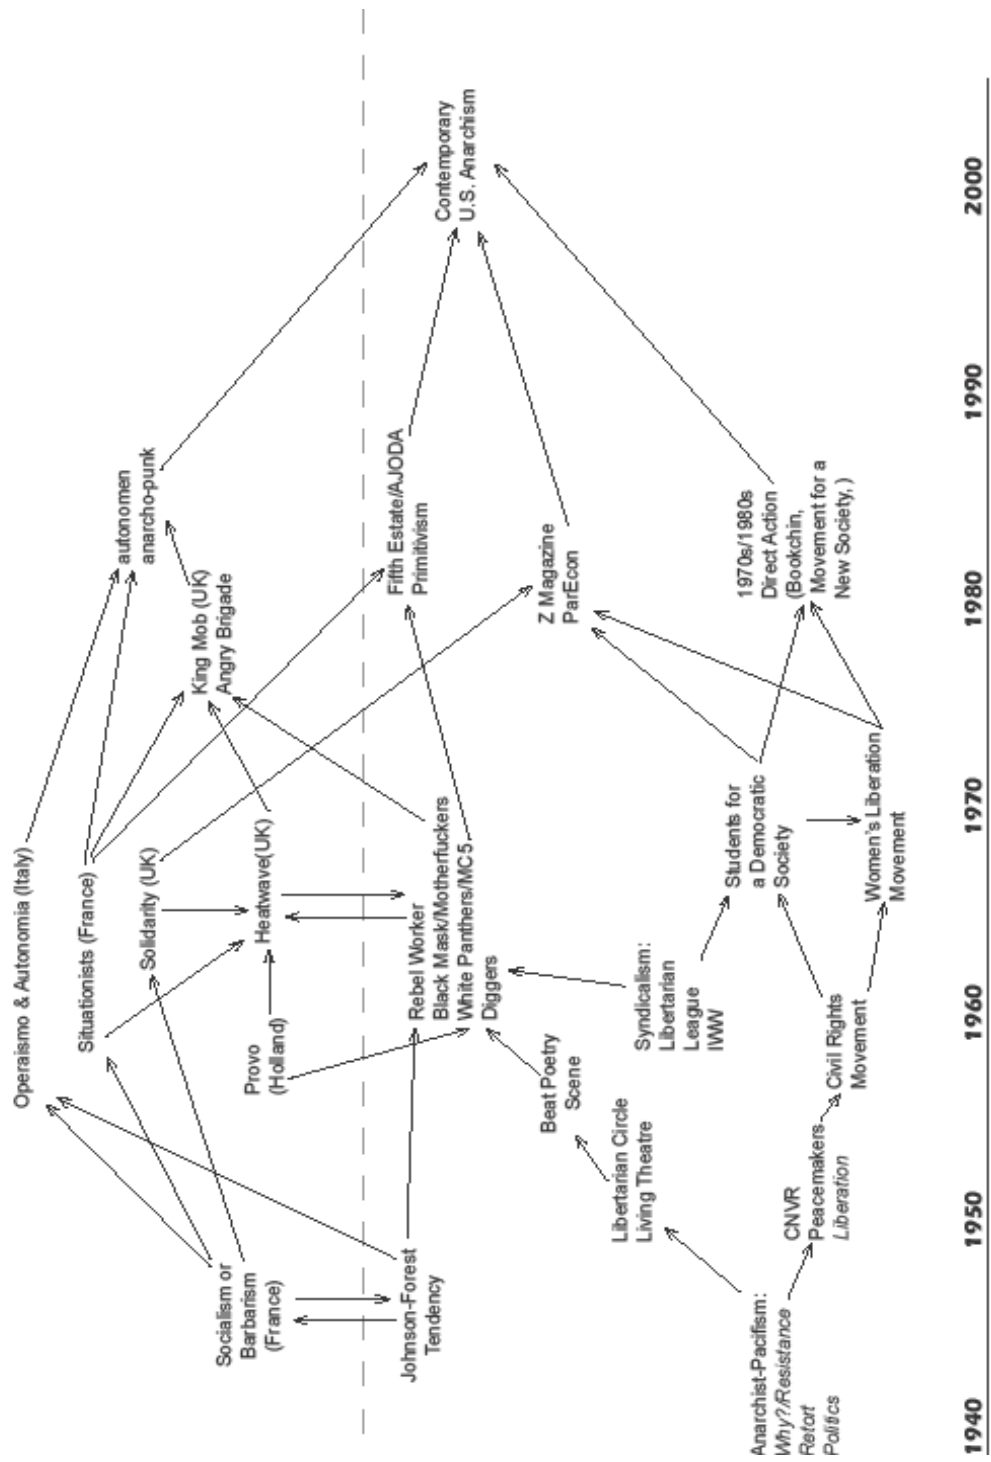 Operaismo & Autonomia (Italy)
Situationists (France)
Solidarity (UK)
autonomen
anarcho-punk
King Mob (UK)
Angry Brigade
Socialism or
Barbarism
(France)
Provo
(Holland)
Heatwave(UK)
Johnson-Forest
Tendency
Rebel Worker
Black Mask/Motherfuckers
White Panthers/MC5
Diggers
Fifth Estate/AJODA
Primitivism
Contemporary
U.S. Anarchism
Beat Poetry
Scene
Z Magazine
ParEcon
Libertarian Circle
Living Theatre
Syndicalism:
Libertarian
League
IWW
Students for
a Democratic
Society
1970s/1980s
Direct Action
(Bookchin,
Movement for a
New Society, )
Anarchist-Pacifism:
Why?/Resistance
Retort
Politics
CNVR
Peacemakers
Liberation
Civil Rights
Movement
Women's Liberation
Movement
1940 1950 1960 1970 1980 1990 2000